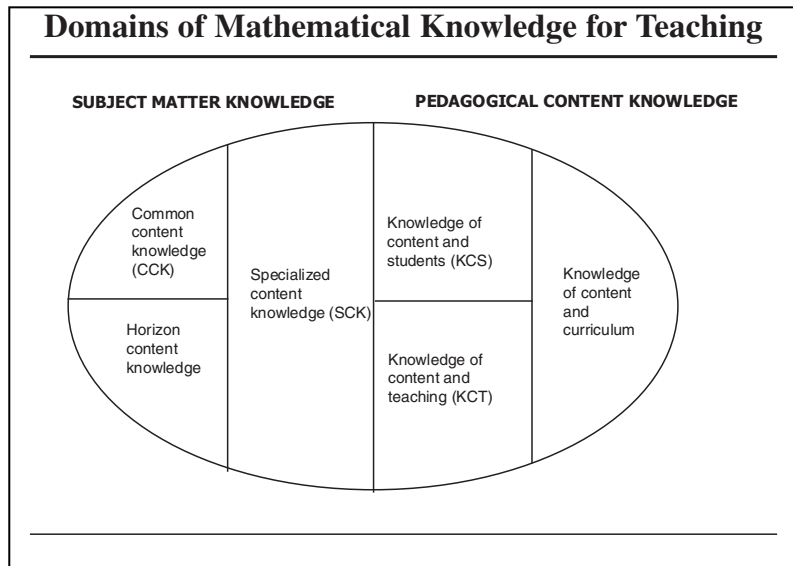 Domains of Mathematical Knowledge for Teaching
SUBJECT MATTER KNOWLEDGE
PEDAGOGICAL CONTENT KNOWLEDGE
Common
content
knowledge
(CCK)
Horizon
content
knowledge
Specialized
content
knowledge (SCK)
Knowledge of
content and
students (KCS)
Knowledge of
content and
teaching (KCT)
Knowledge
of content
and
curriculum